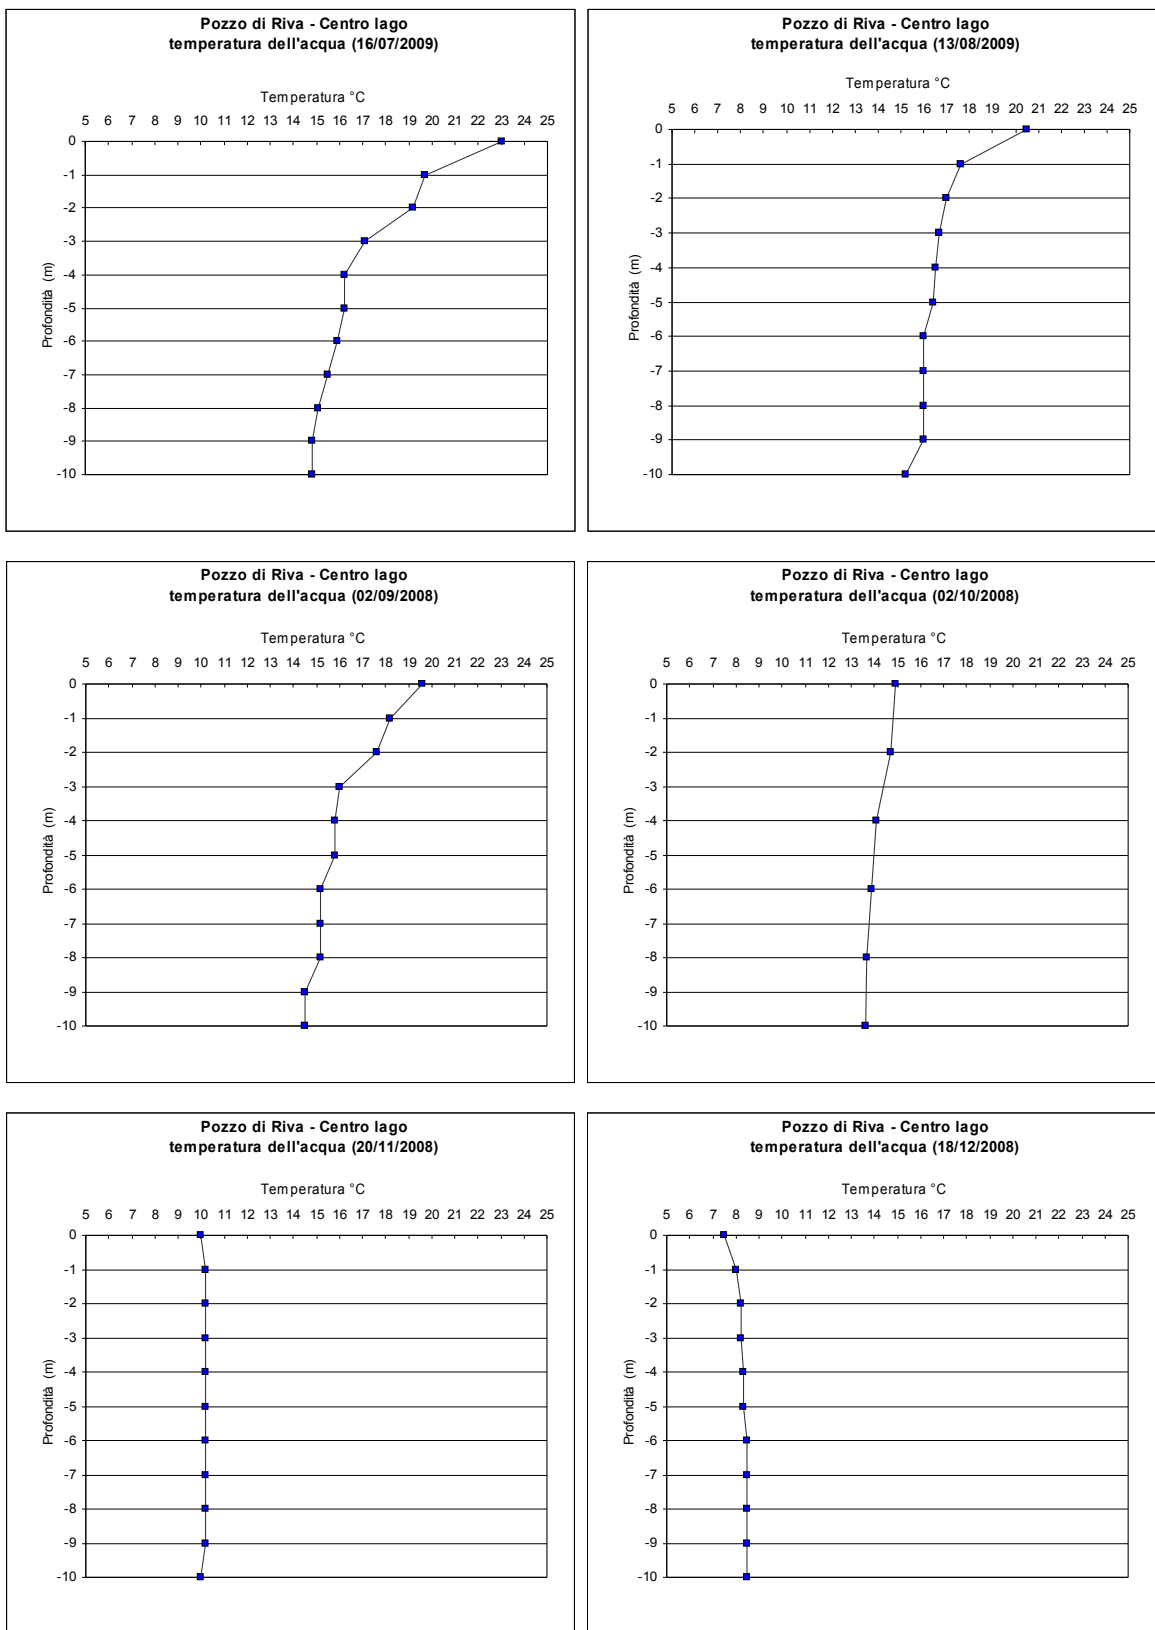 Pozzo di Riva - Centro lago
temperatura dell'acqua (16/07/2009)
Temperatura °C
5 6 7 8 9 10 11 12 13 14 15 16 17 18 19 20 21 22 23 24 25
0
-1
-2
-3
-4
-5
-6
-7
-8
-9
-10
Profondità (m)
Pozzo di Riva - Centro lago
temperatura dell'acqua (13/08/2009)
Temperatura °C
5 6 7 8 9 10 11 12 13 14 15 16 17 18 19 20 21 22 23 24 25
0
-1
-2
-3
-4
-5
-6
-7
-8
-9
-10
Profondità (m)
Pozzo di Riva - Centro lago
temperatura dell'acqua (02/09/2008)
Temperatura °C
5 6 7 8 9 10 11 12 13 14 15 16 17 18 19 20 21 22 23 24 25
0
-1
-2
-3
-4
-5
-6
-7
-8
-9
-10
Profondità (m)
Pozzo di Riva - Centro lago
temperatura dell'acqua (02/10/2008)
Temperatura °C
5 6 7 8 9 10 11 12 13 14 15 16 17 18 19 20 21 22 23 24 25
0
-1
-2
-3
-4
-5
-6
-7
-8
-9
-10
Profondità (m)
Pozzo di Riva - Centro lago
temperatura dell'acqua (20/11/2008)
Temperatura °C
5 6 7 8 9 10 11 12 13 14 15 16 17 18 19 20 21 22 23 24 25
0
-1
-2
-3
-4
-5
-6
-7
-8
-9
-10
Profondità (m)
Pozzo di Riva - Centro lago
temperatura dell'acqua (18/12/2008)
Temperatura °C
5 6 7 8 9 10 11 12 13 14 15 16 17 18 19 20 21 22 23 24 25
0
-1
-2
-3
-4
-5
-6
-7
-8
-9
-10
Profondità (m)